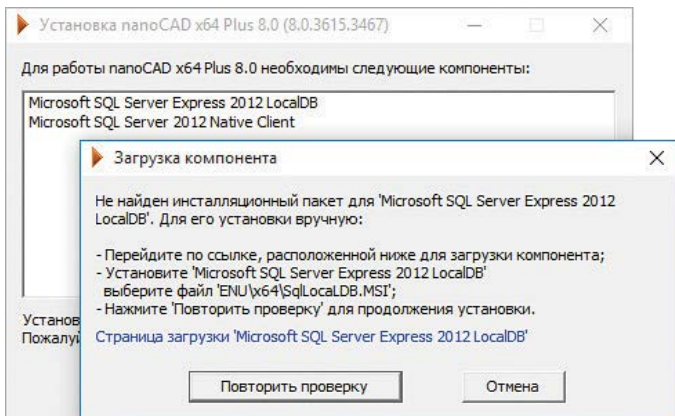 Установка nanoCAD x64 Plus 8.0 (8.0.3615.3467)
Для работы nanoCAD x64 Plus 8.0 необходимы следующие компоненты:
Microsoft SQL Server Express 2012 LocalDB
Microsoft SQL Server 2012 Native Client
Загрузка компонента
Не найден инсталляционный пакет для 'Microsoft SQL Server Express 2012
LocalDB'. Для его установки вручную:
- Перейдите по ссылке, расположенной ниже для загрузки компонента;
- Установите 'Microsoft SQL Server Express 2012 LocalDB'
выберите файл 'ENU\x64\SqlLocaLDB.MSI';
- Нажмите 'Повторить проверку' для продолжения установки.
Страница загрузки 'Microsoft SQL Server Express 2012 LocalDB'
Повторить проверку
Отмена
Установ
Пожалуй